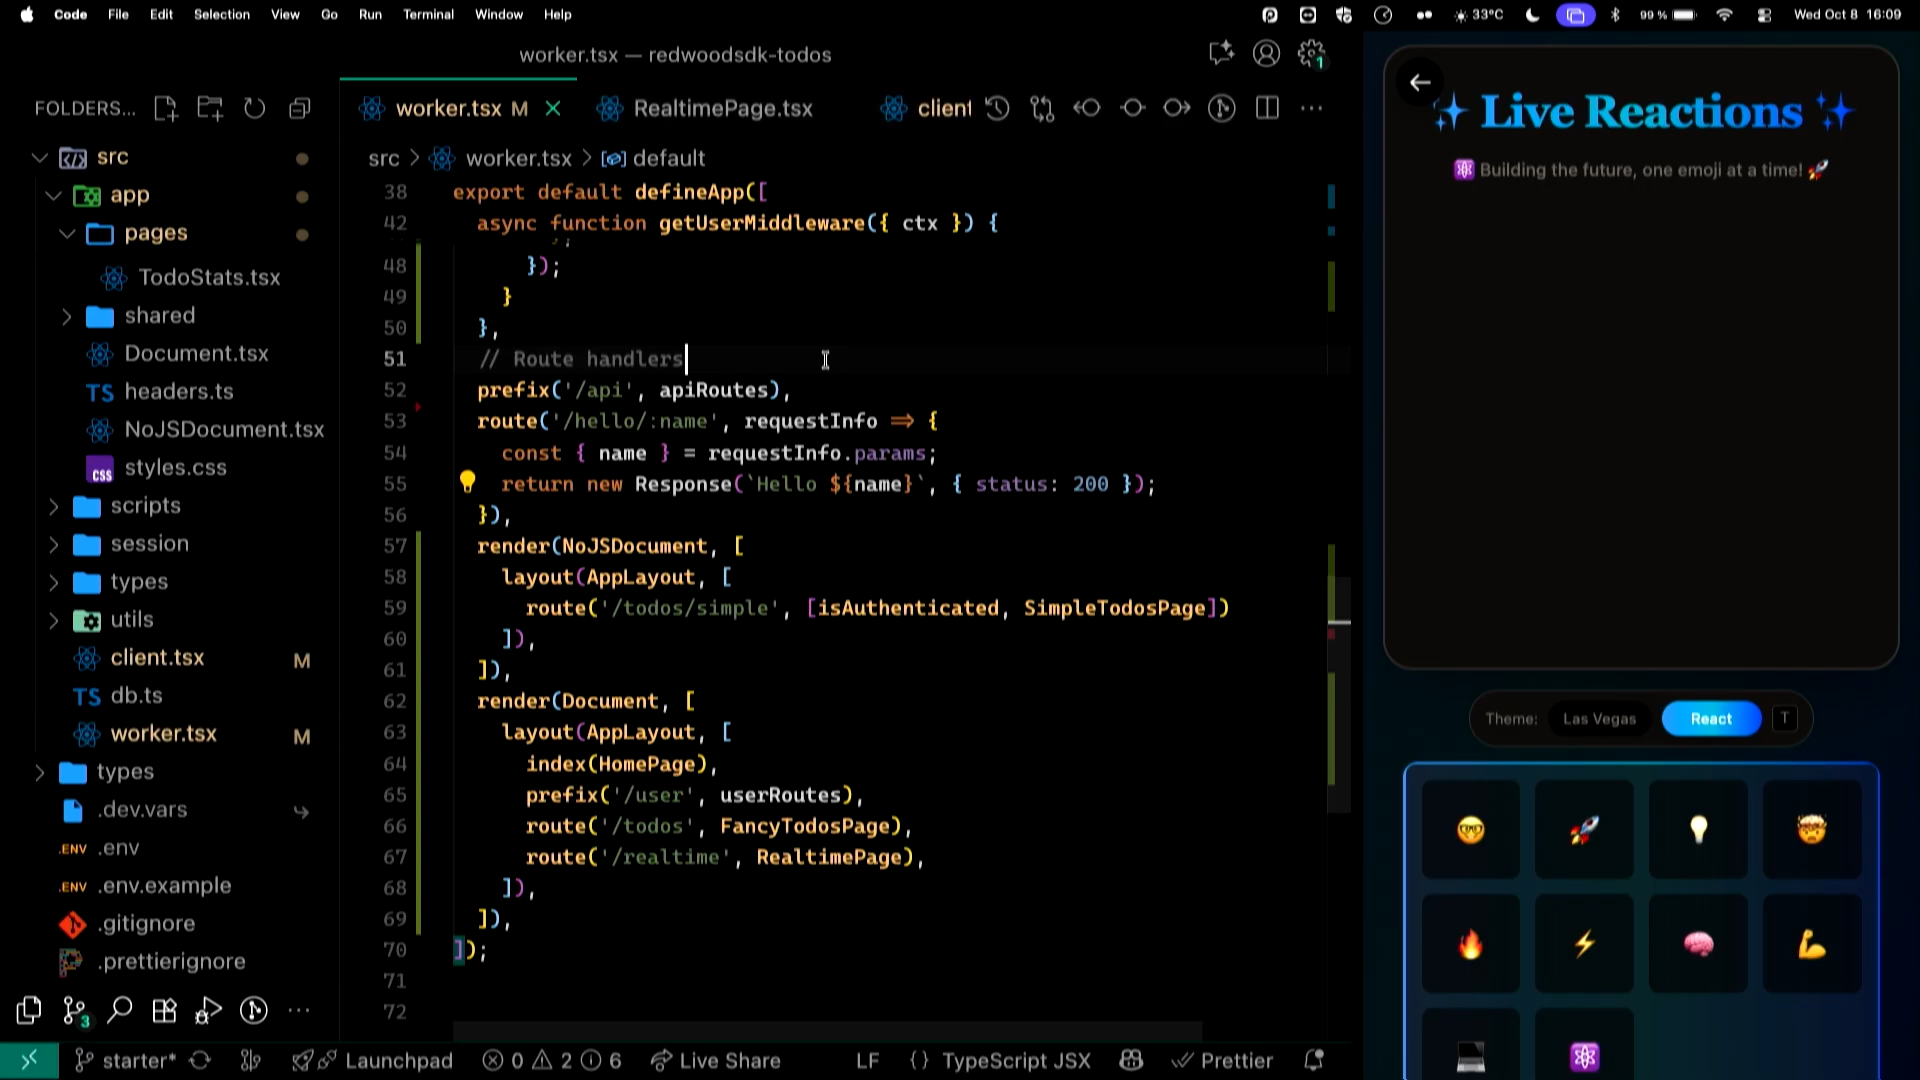 Code File Edit Selection View Go Run Terminal Window Help
33°C 99 % Wed Oct 8 16:09
worker.tsx — redwoodsdk-todos
1
FOLDERS...
worker.tsx M
RealtimePage.tsx
client
src > worker.tsx > default
src
app
pages
TodoStats.tsx
shared
Document.tsx
TS headers.ts
NoJSDocument.tsx
css styles.css
scripts
session
types
utils
client.tsx M
TS db.ts
worker.tsx M
types
.dev.vars
.ENV .env
.ENV .env.example
.gitignore
.prettierignore
3
38 export default defineApp([
42 async function getUserMiddleware({ ctx }) {
48 });
49 }
50 },
51 // Route handlers
52 prefix('/api', apiRoutes),
53 route('/hello/:name', requestInfo => {
54 const { name } = requestInfo.params;
55 return new Response(`Hello ${name}`, { status: 200 });
56 }),
57 render(NoJSDocument, [
58 layout(AppLayout, [
59 route('/todos/simple', [isAuthenticated, SimpleTodosPage])
60 ]),
61 ]),
62 render(Document, [
63 layout(AppLayout, [
64 index(HomePage),
65 prefix('/user', userRoutes),
66 route('/todos', FancyTodosPage),
67 route('/realtime', RealtimePage),
68 ]),
69 ]),
70 ]);
71
72
starter* Launchpad 0 2 6 Live Share LF {} TypeScript JSX Prettier
✨ Live Reactions ✨
⚛️ Building the future, one emoji at a time! 🚀
Theme: Las Vegas React T